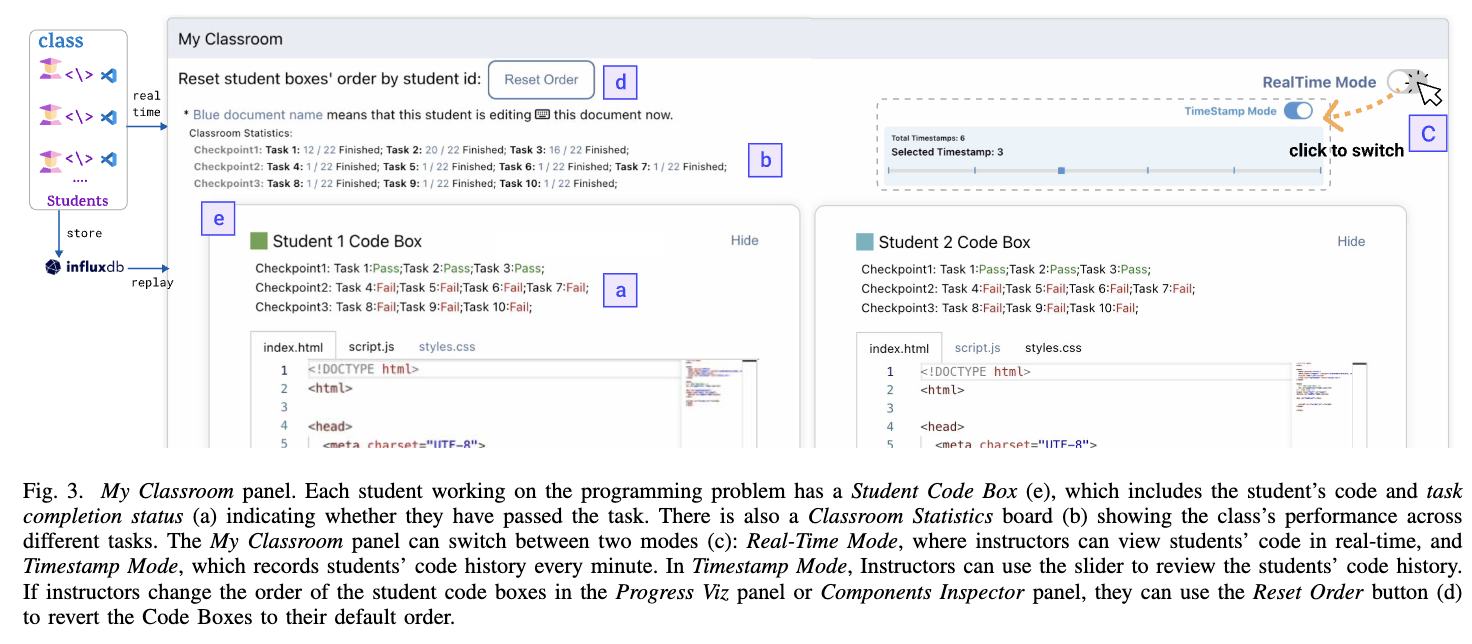 class
</>
</>
</>
....
Students
real
time
store
influxdb
replay
My Classroom
Reset student boxes' order by student id: Reset Order
d
RealTime Mode
* Blue document name means that this student is editing ⌨ this document now.
TimeStamp Mode
C
Classroom Statistics:
Checkpoint1: Task 1: 12 / 22 Finished; Task 2: 20 / 22 Finished; Task 3: 16 / 22 Finished;
Checkpoint2: Task 4: 1 / 22 Finished; Task 5: 1 / 22 Finished; Task 6: 1 / 22 Finished; Task 7: 1 / 22 Finished;
Checkpoint3: Task 8: 1 / 22 Finished; Task 9: 1 / 22 Finished; Task 10: 1 / 22 Finished;
b
Total Timestamps: 6
Selected Timestamp: 3
click to switch
e
Student 1 Code Box
Hide
Checkpoint1: Task 1:Pass;Task 2:Pass;Task 3:Pass;
Checkpoint2: Task 4:Fail;Task 5:Fail;Task 6:Fail;Task 7:Fail;
Checkpoint3: Task 8:Fail;Task 9:Fail;Task 10:Fail;
a
index.html script.js styles.css
1 <!DOCTYPE html>
2 <html>
3
4 <head>
5 <meta charset="UTF-8">
Student 2 Code Box
Hide
Checkpoint1: Task 1:Pass;Task 2:Pass;Task 3:Pass;
Checkpoint2: Task 4:Fail;Task 5:Fail;Task 6:Fail;Task 7:Fail;
Checkpoint3: Task 8:Fail;Task 9:Fail;Task 10:Fail;
index.html script.js styles.css
1 <!DOCTYPE html>
2 <html>
3
4 <head>
5 <meta charset="UTF-8">
Fig. 3. My Classroom panel. Each student working on the programming problem has a Student Code Box (e), which includes the student's code and task
completion status (a) indicating whether they have passed the task. There is also a Classroom Statistics board (b) showing the class's performance across
different tasks. The My Classroom panel can switch between two modes (c): Real-Time Mode, where instructors can view students' code in real-time, and
Timestamp Mode, which records students' code history every minute. In Timestamp Mode, Instructors can use the slider to review the students' code history.
If instructors change the order of the student code boxes in the Progress Viz panel or Components Inspector panel, they can use the Reset Order button (d)
to revert the Code Boxes to their default order.